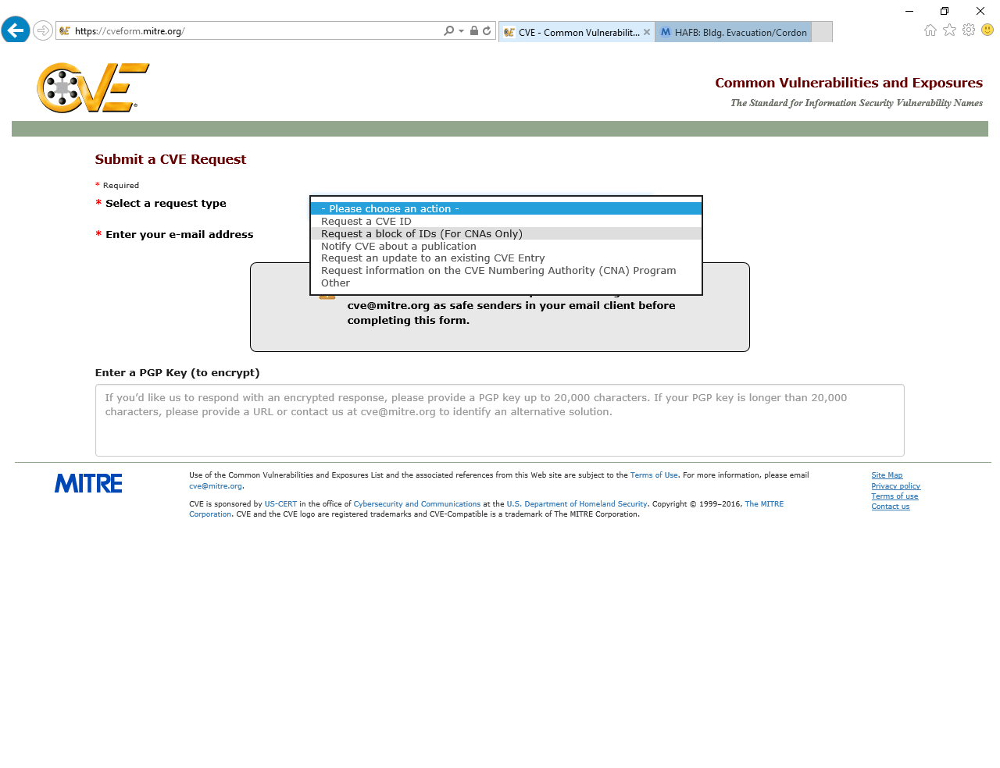 https://cveform.mitre.org/
CVE - Common Vulnerabilit...
HAFB: Bldg. Evacuation/Cordon
CVE
Common Vulnerabilities and Exposures
The Standard for Information Security Vulnerability Names
Submit a CVE Request
* Required
* Select a request type
- Please choose an action -
Request a CVE ID
Request a block of IDs (For CNAs Only)
Notify CVE about a publication
Request an update to an existing CVE Entry
Request information on the CVE Numbering Authority (CNA) Program
Other
* Enter your e-mail address
cve@mitre.org as safe senders in your email client before
completing this form.
Enter a PGP Key (to encrypt)
If you’d like us to respond with an encrypted response, please provide a PGP key up to 20,000 characters. If your PGP key is longer than 20,000
characters, please provide a URL or contact us at cve@mitre.org to identify an alternative solution.
MITRE
Use of the Common Vulnerabilities and Exposures List and the associated references from this Web site are subject to the Terms of Use. For more information, please email
cve@mitre.org.
CVE is sponsored by US-CERT in the office of Cybersecurity and Communications at the U.S. Department of Homeland Security. Copyright © 1999–2016, The MITRE
Corporation. CVE and the CVE logo are registered trademarks and CVE-Compatible is a trademark of The MITRE Corporation.
Site Map
Privacy policy
Terms of use
Contact us